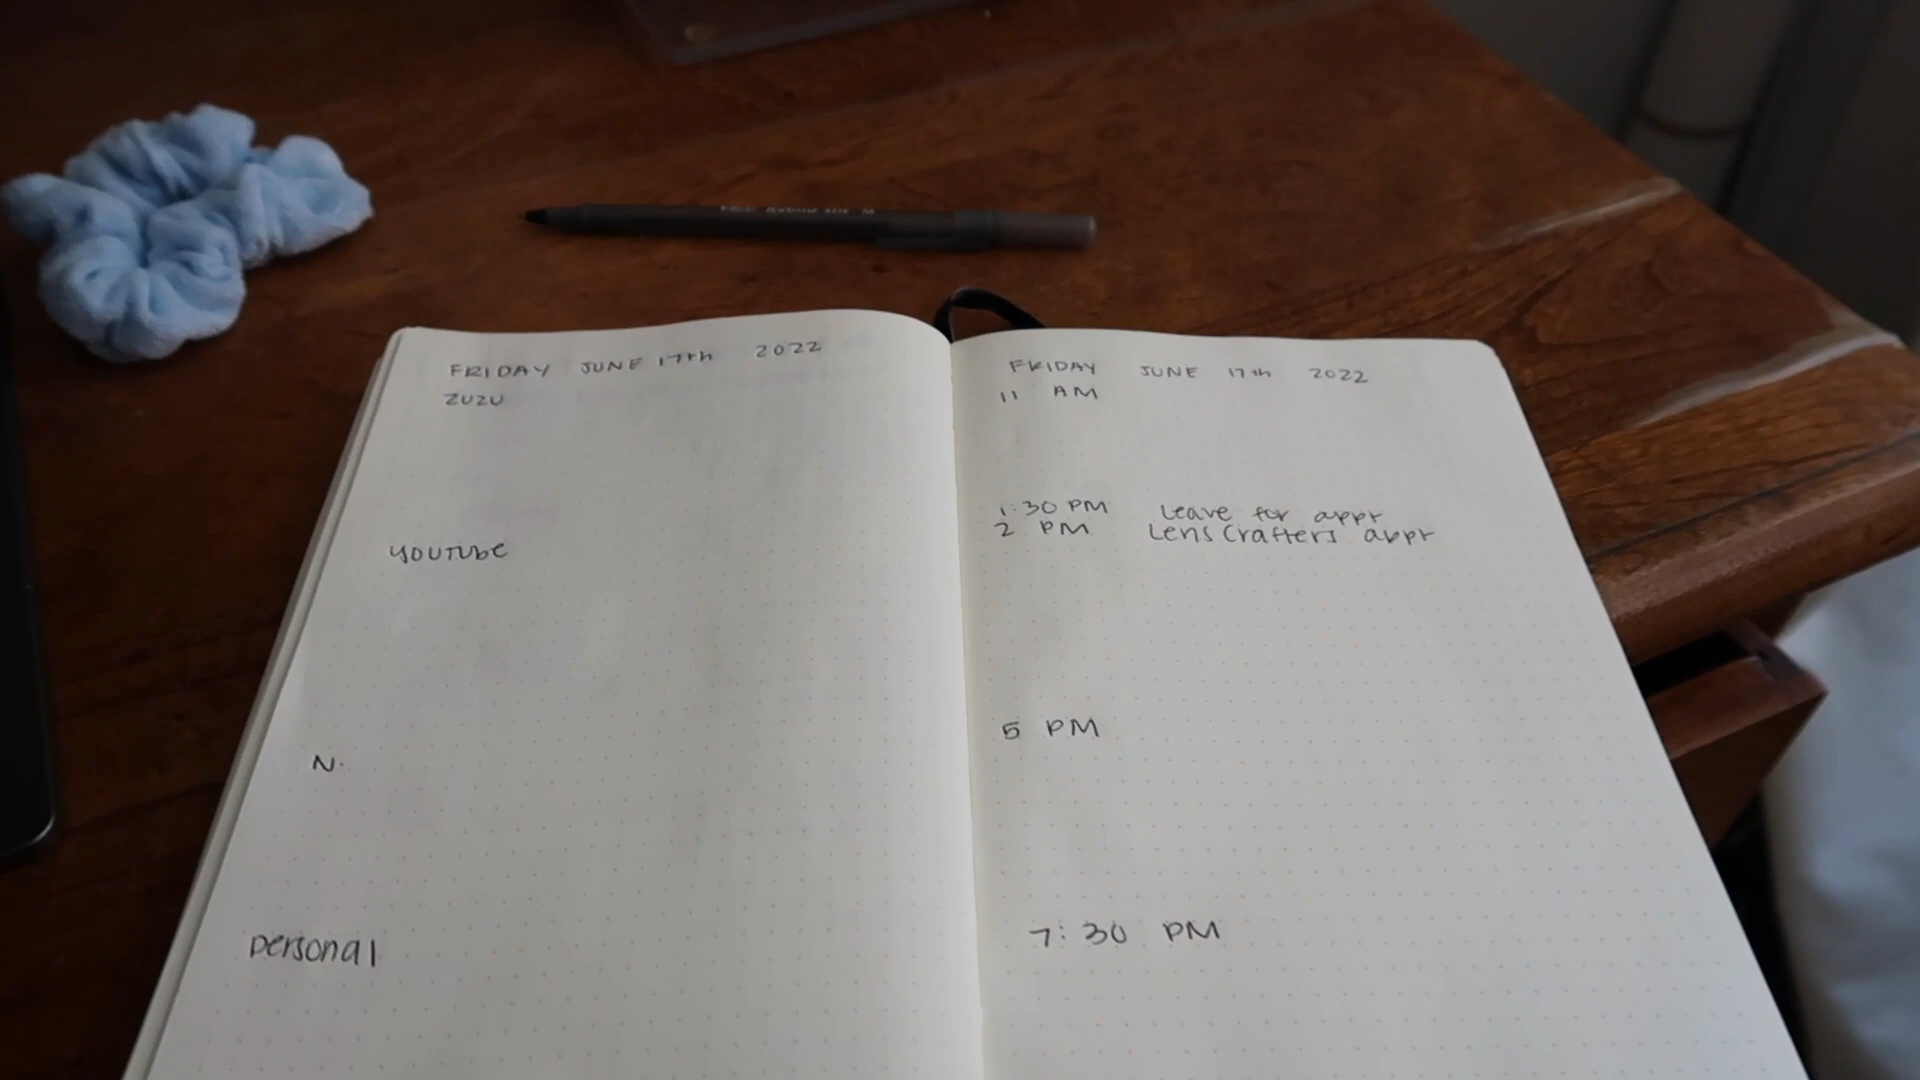 FRIDAY JUNE 17th 2022
ZUZU
YOUTUBE
N.
personal
FRIDAY JUNE 17th 2022
11 AM
1:30 PM Leave for appt
2 PM LensCrafters appt
5 PM
7:30 PM